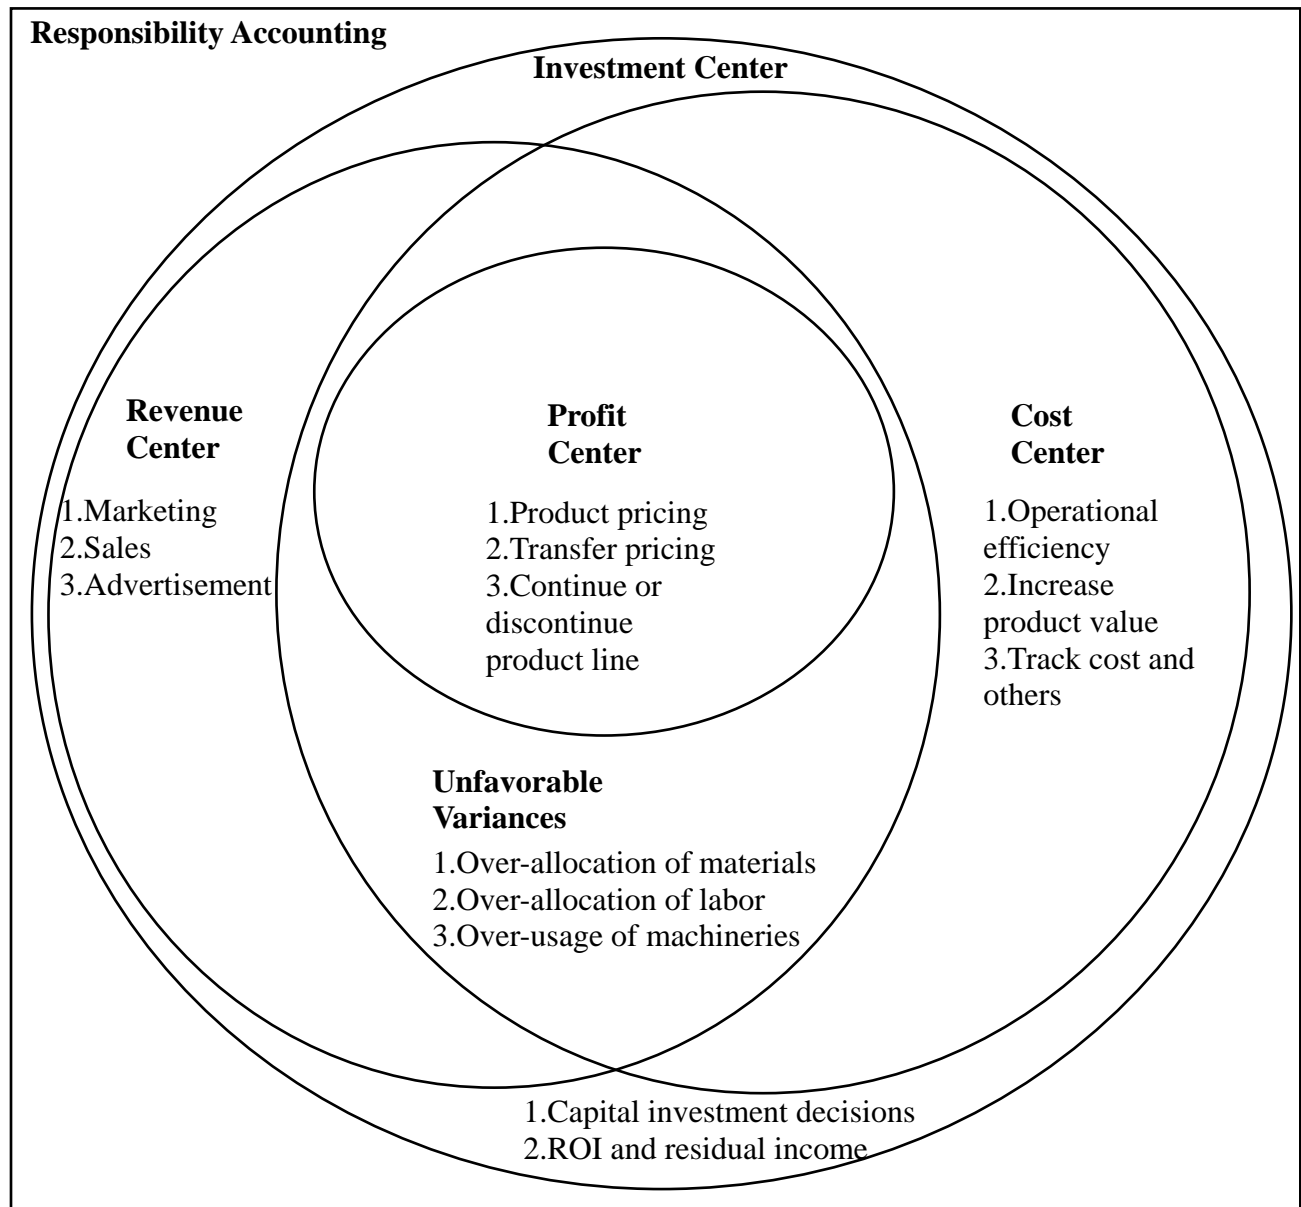 Responsibility Accounting
Investment Center
Revenue
Center
1.Marketing
2.Sales
3.Advertisement
Profit
Center
1.Product pricing
2.Transfer pricing
3.Continue or
discontinue
product line
Cost
Center
1.Operational
efficiency
2.Increase
product value
3.Track cost and
others
Unfavorable
Variances
1.Over-allocation of materials
2.Over-allocation of labor
3.Over-usage of machineries
1.Capital investment decisions
2.ROI and residual income